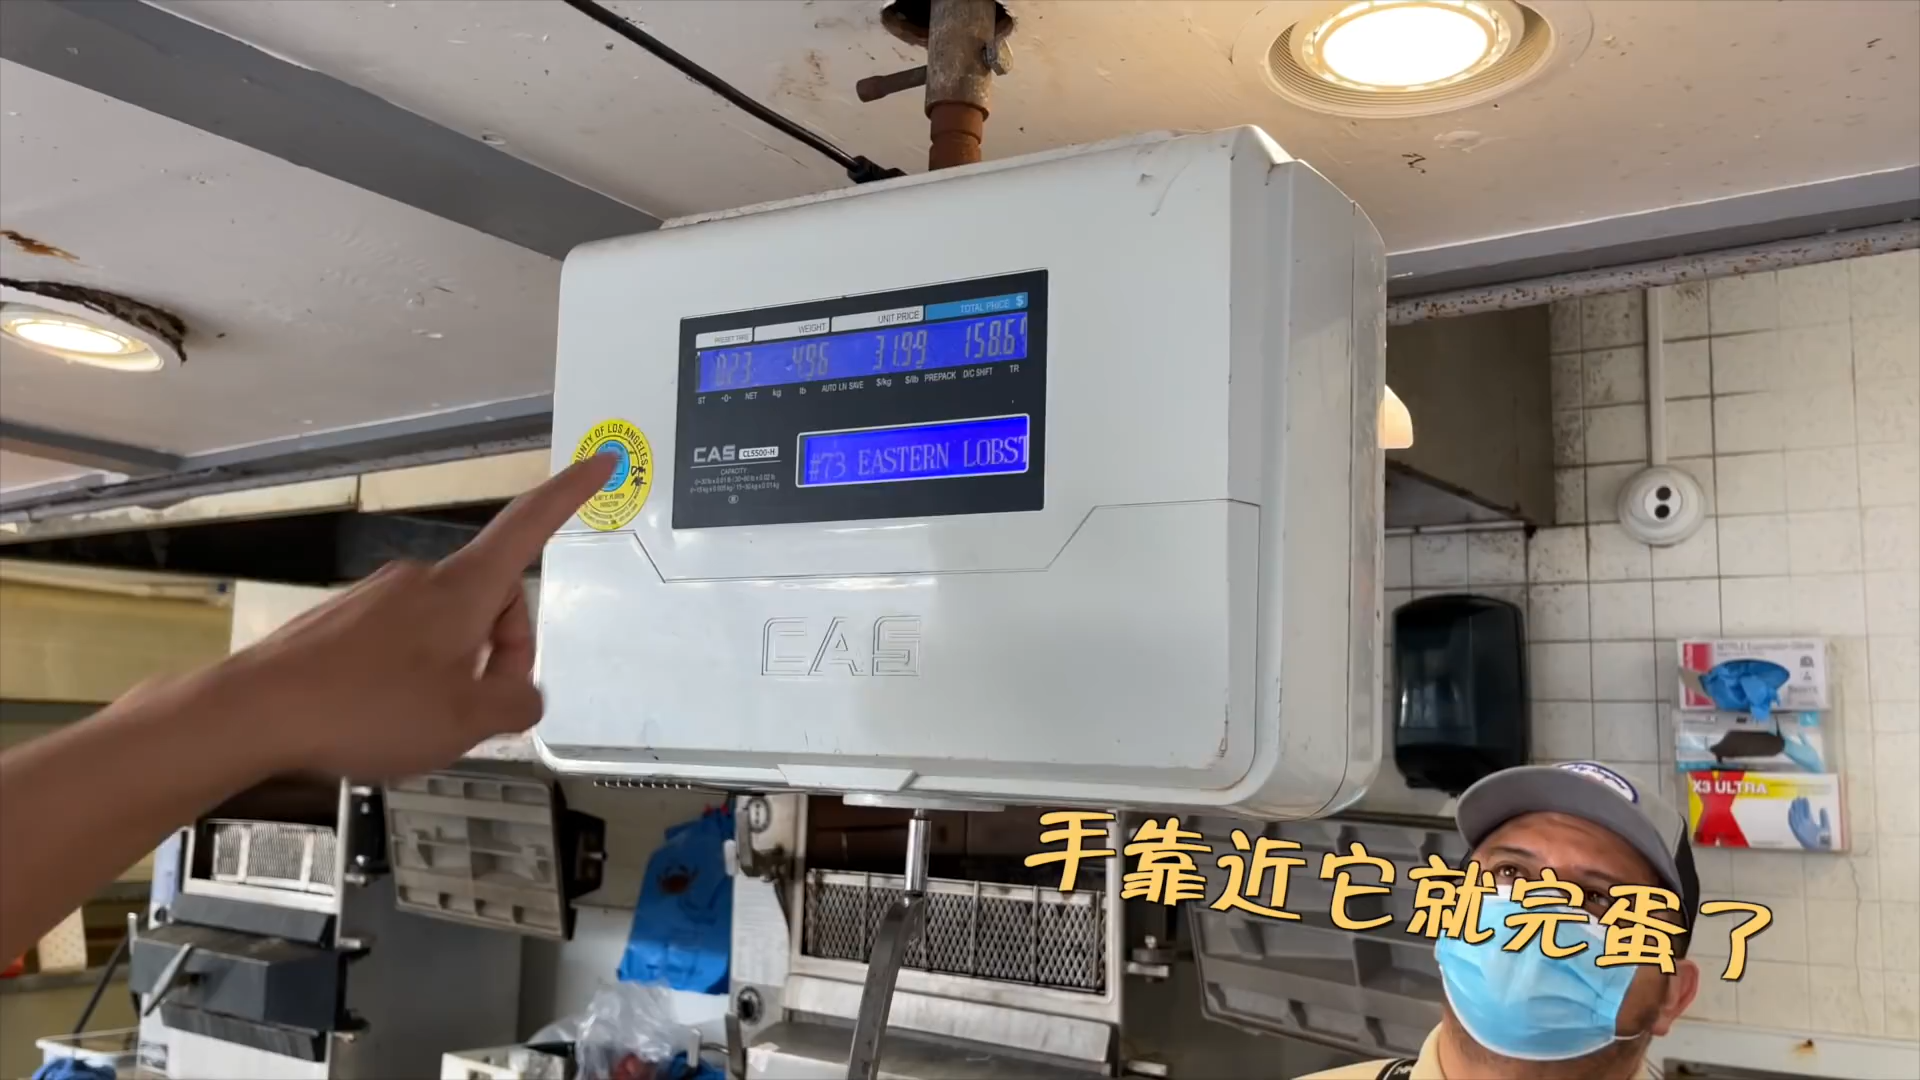 TOTAL PRICE $
UNIT PRICE
WEIGHT
PRESET TARE
0.23 4.96 31.99 158.6
ST -0- NET kg lb AUTO LN SAVE $/kg $/lb PREPACK D/C SHIFT TR
CAS CL5500-H
CAPACITY
#73 EASTERN LOBST
COUNTY OF LOS ANGELES
CAS
X3 ULTRA
手靠近它就完蛋了